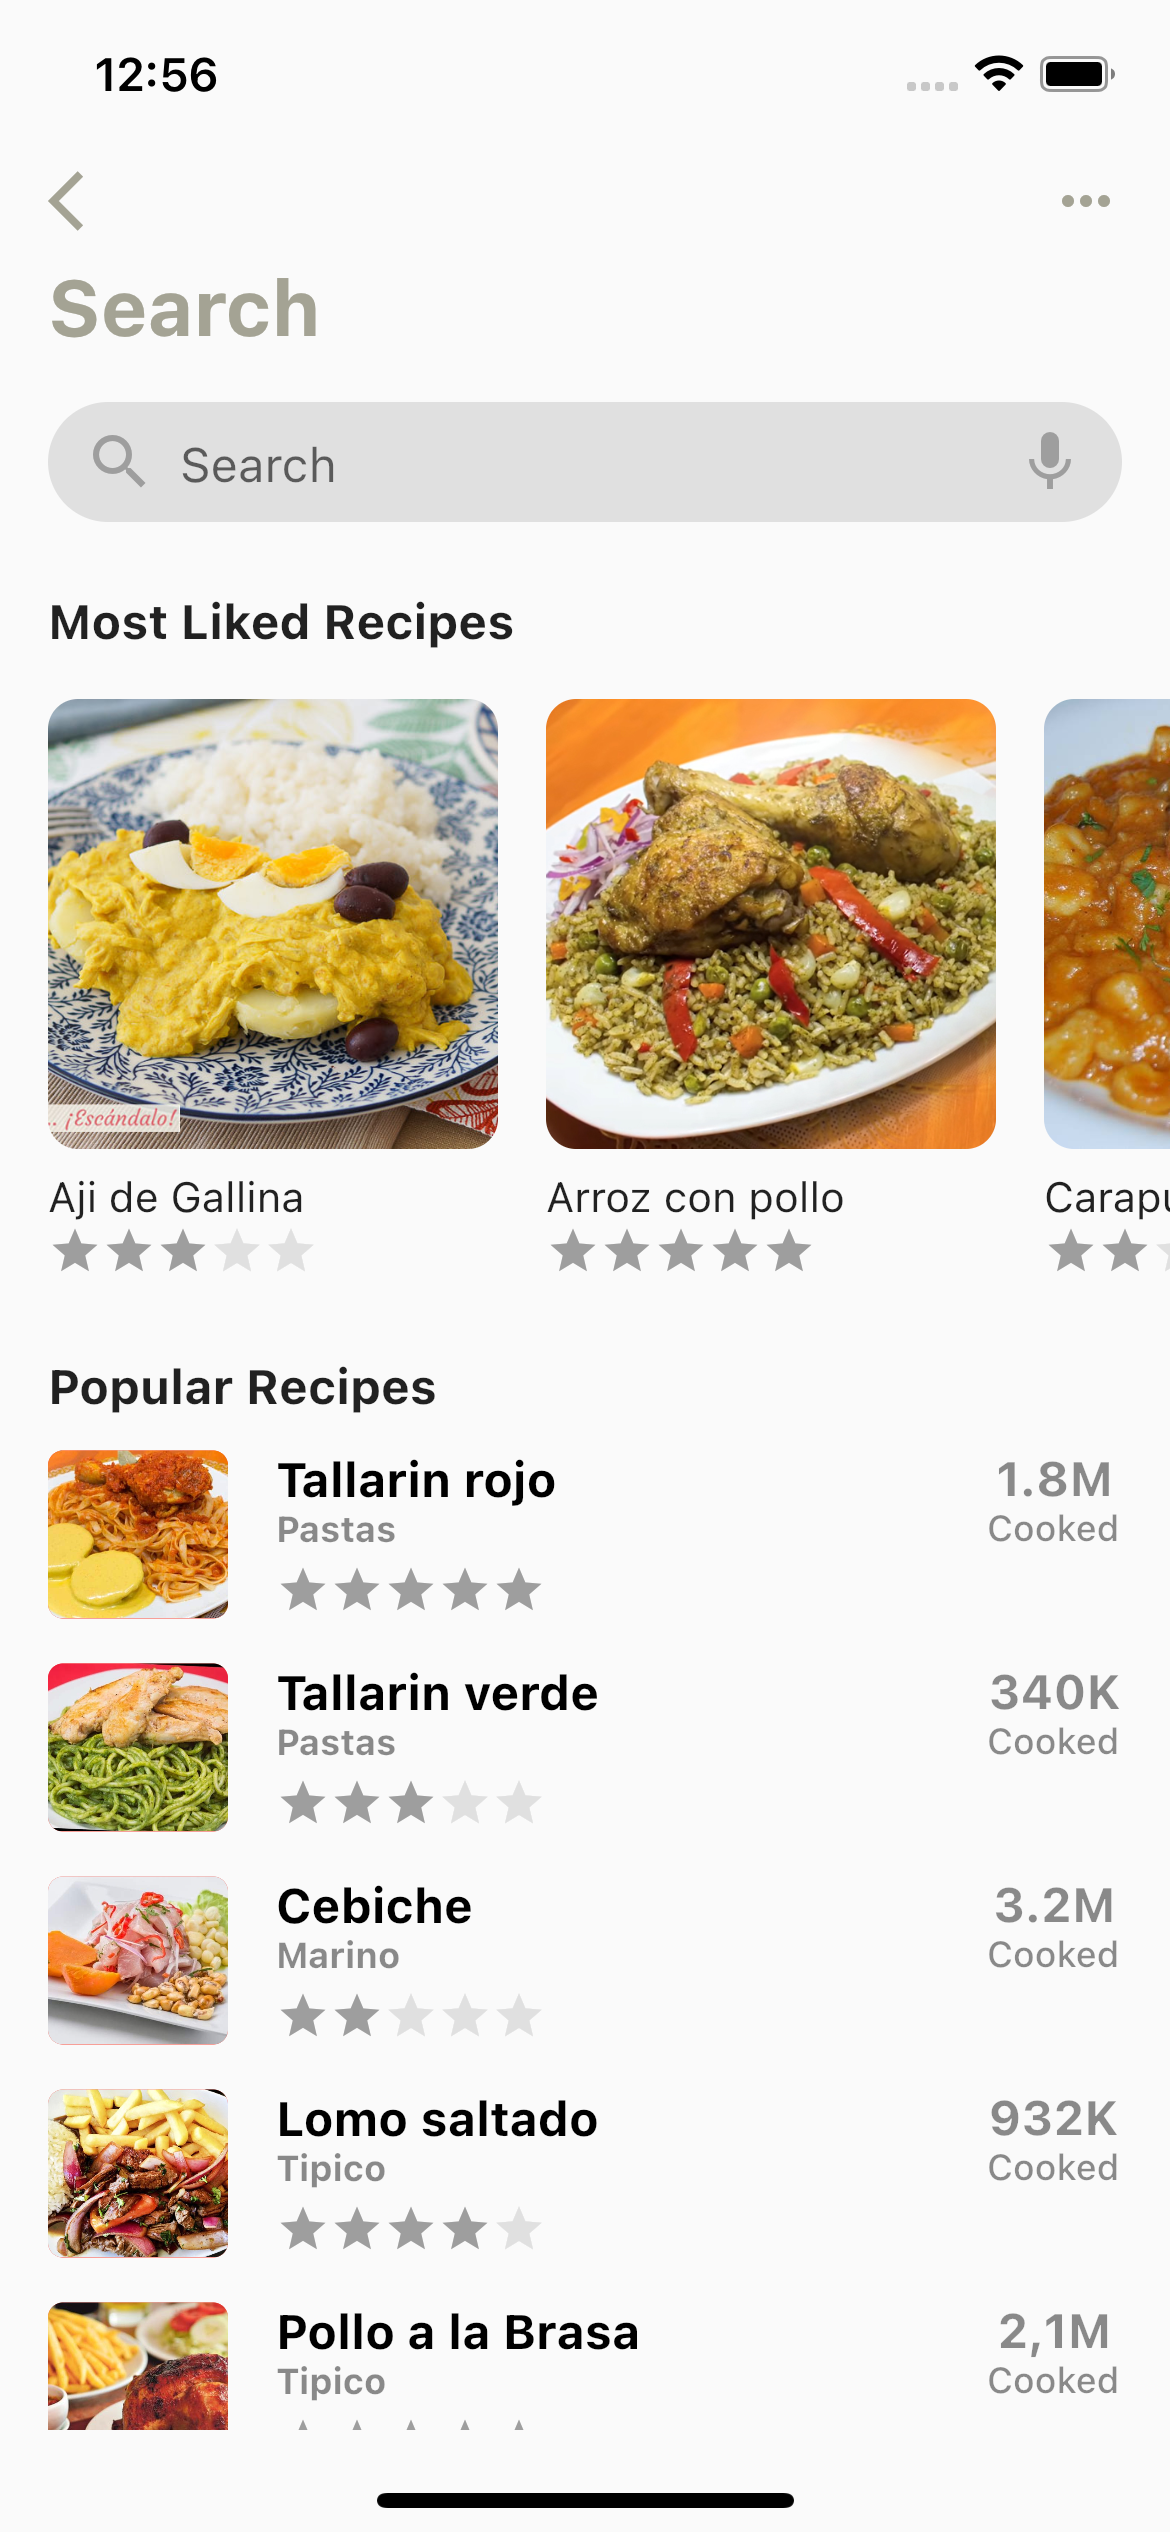 12:56
Search
Search
Most Liked Recipes
.. ¡Escándalo!
Aji de Gallina
Arroz con pollo
Carapu
Popular Recipes
Tallarin rojo
1.8M
Pastas
Cooked
Tallarin verde
340K
Pastas
Cooked
Cebiche
3.2M
Marino
Cooked
Lomo saltado
932K
Tipico
Cooked
Pollo a la Brasa
2,1M
Tipico
Cooked